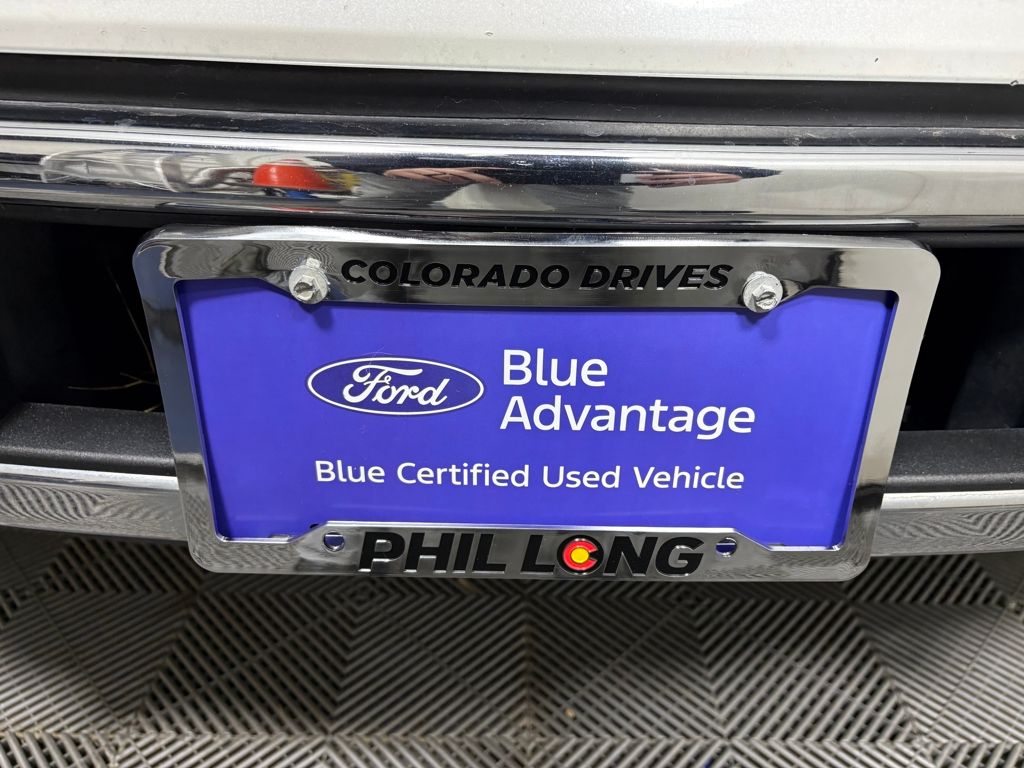 COLORADO DRIVES
Ford
Blue
Advantage
Blue Certified Used Vehicle
PHIL LONG